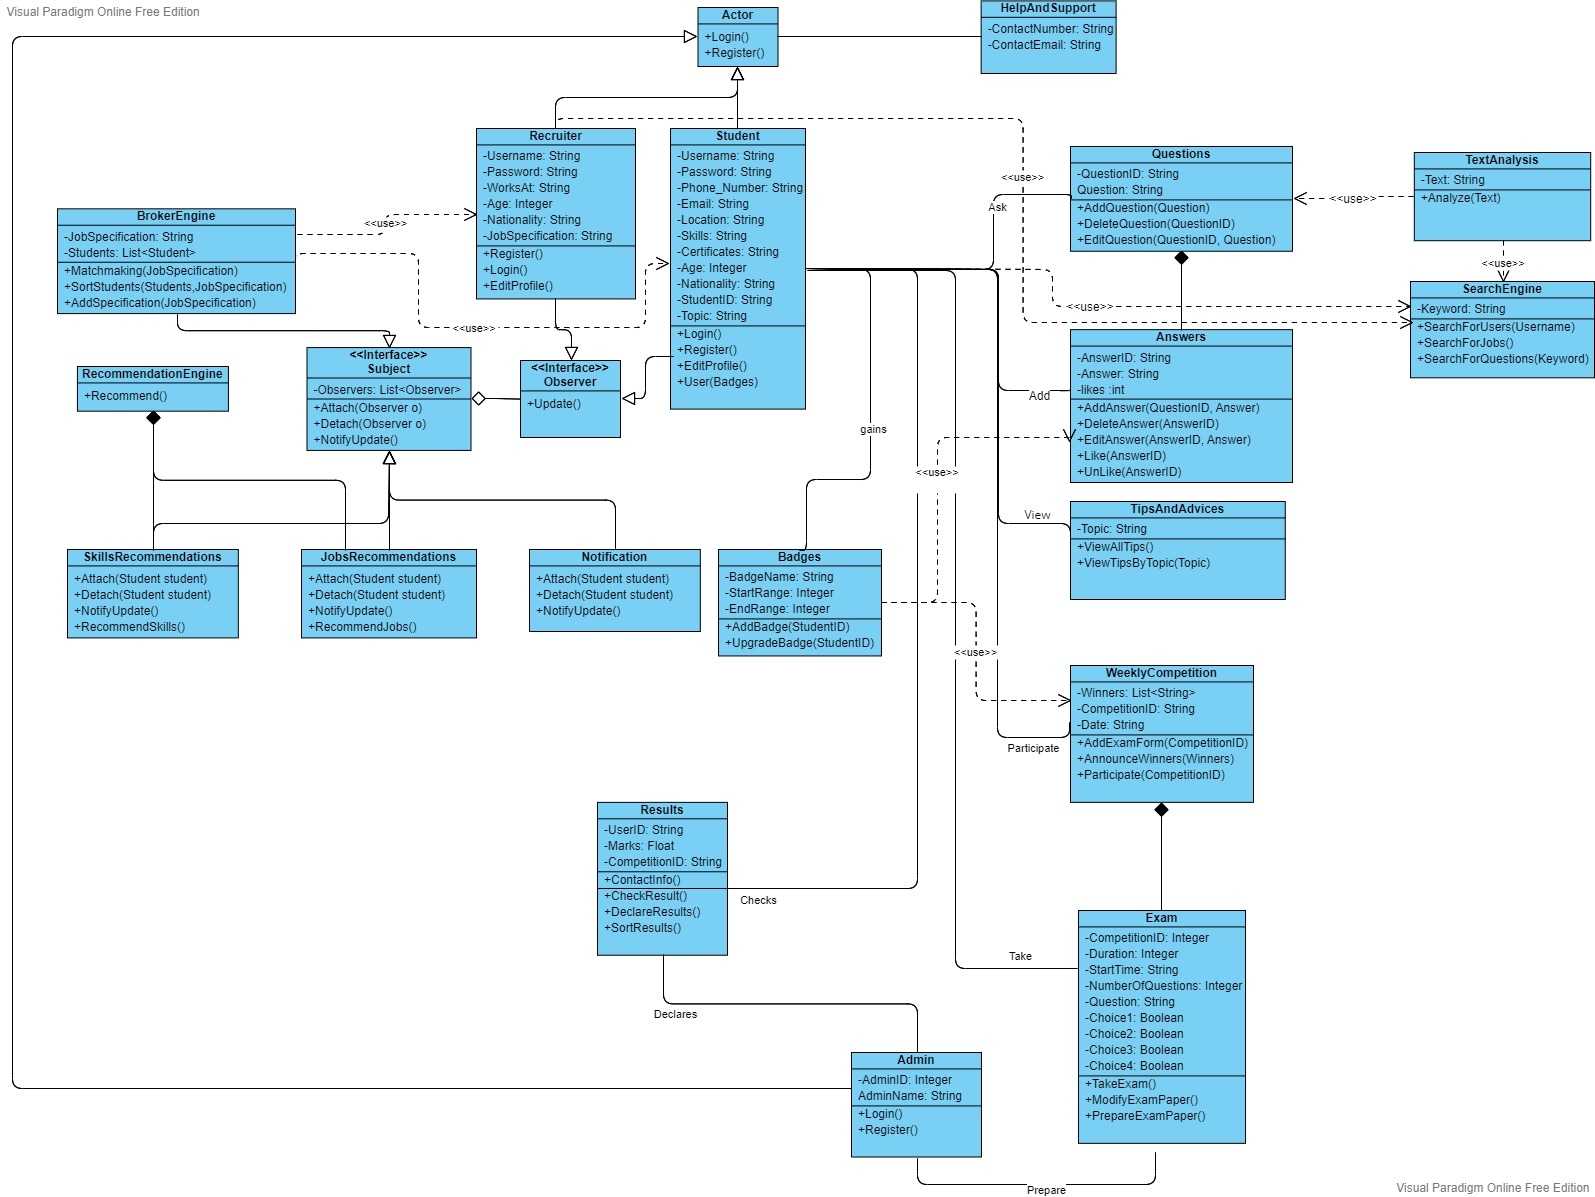 Visual Paradigm Online Free Edition
Actor
+Login()
+Register()
HelpAndSupport
-ContactNumber: String
-ContactEmail: String
Recruiter
-Username: String
-Password: String
-WorksAt: String
-Age: Integer
-Nationality: String
-JobSpecification: String
+Register()
+Login()
+EditProfile()
Student
-Username: String
-Password: String
-Phone_Number: String
-Email: String
-Location: String
-Skills: String
-Certificates: String
-Age: Integer
-Nationality: String
-StudentID: String
-Topic: String
+Login()
+Register()
+EditProfile()
+User(Badges)
<<use>>
Ask
Questions
-QuestionID: String
Question: String
+AddQuestion(Question)
+DeleteQuestion(QuestionID)
+EditQuestion(QuestionID, Question)
<<use>>
TextAnalysis
-Text: String
+Analyze(Text)
<<use>>
BrokerEngine
-JobSpecification: String
-Students: List<Student>
+Matchmaking(JobSpecification)
+SortStudents(Students,JobSpecification)
+AddSpecification(JobSpecification)
<<use>>
<<use>>
<<use>>
SearchEngine
-Keyword: String
+SearchForUsers(Username)
+SearchForJobs()
+SearchForQuestions(Keyword)
RecommendationEngine
+Recommend()
<<Interface>>
Subject
-Observers: List<Observer>
+Attach(Observer o)
+Detach(Observer o)
+NotifyUpdate()
<<Interface>>
Observer
+Update()
Answers
-AnswerID: String
-Answer: String
-likes :int
+AddAnswer(QuestionID, Answer)
+DeleteAnswer(AnswerID)
+EditAnswer(AnswerID, Answer)
+Like(AnswerID)
+UnLike(AnswerID)
Add
gains
<<use>>
View
TipsAndAdvices
-Topic: String
+ViewAllTips()
+ViewTipsByTopic(Topic)
SkillsRecommendations
+Attach(Student student)
+Detach(Student student)
+NotifyUpdate()
+RecommendSkills()
JobsRecommendations
+Attach(Student student)
+Detach(Student student)
+NotifyUpdate()
+RecommendJobs()
Notification
+Attach(Student student)
+Detach(Student student)
+NotifyUpdate()
Badges
-BadgeName: String
-StartRange: Integer
-EndRange: Integer
+AddBadge(StudentID)
+UpgradeBadge(StudentID)
<<use>>
WeeklyCompetition
-Winners: List<String>
-CompetitionID: String
-Date: String
+AddExamForm(CompetitionID)
+AnnounceWinners(Winners)
+Participate(CompetitionID)
Participate
Results
-UserID: String
-Marks: Float
-CompetitionID: String
+ContactInfo()
+CheckResult()
+DeclareResults()
+SortResults()
Checks
Take
Exam
-CompetitionID: Integer
-Duration: Integer
-StartTime: String
-NumberOfQuestions: Integer
-Question: String
-Choice1: Boolean
-Choice2: Boolean
-Choice3: Boolean
-Choice4: Boolean
+TakeExam()
+ModifyExamPaper()
+PrepareExamPaper()
Declares
Admin
-AdminID: Integer
AdminName: String
+Login()
+Register()
Prepare
Visual Paradigm Online Free Edition